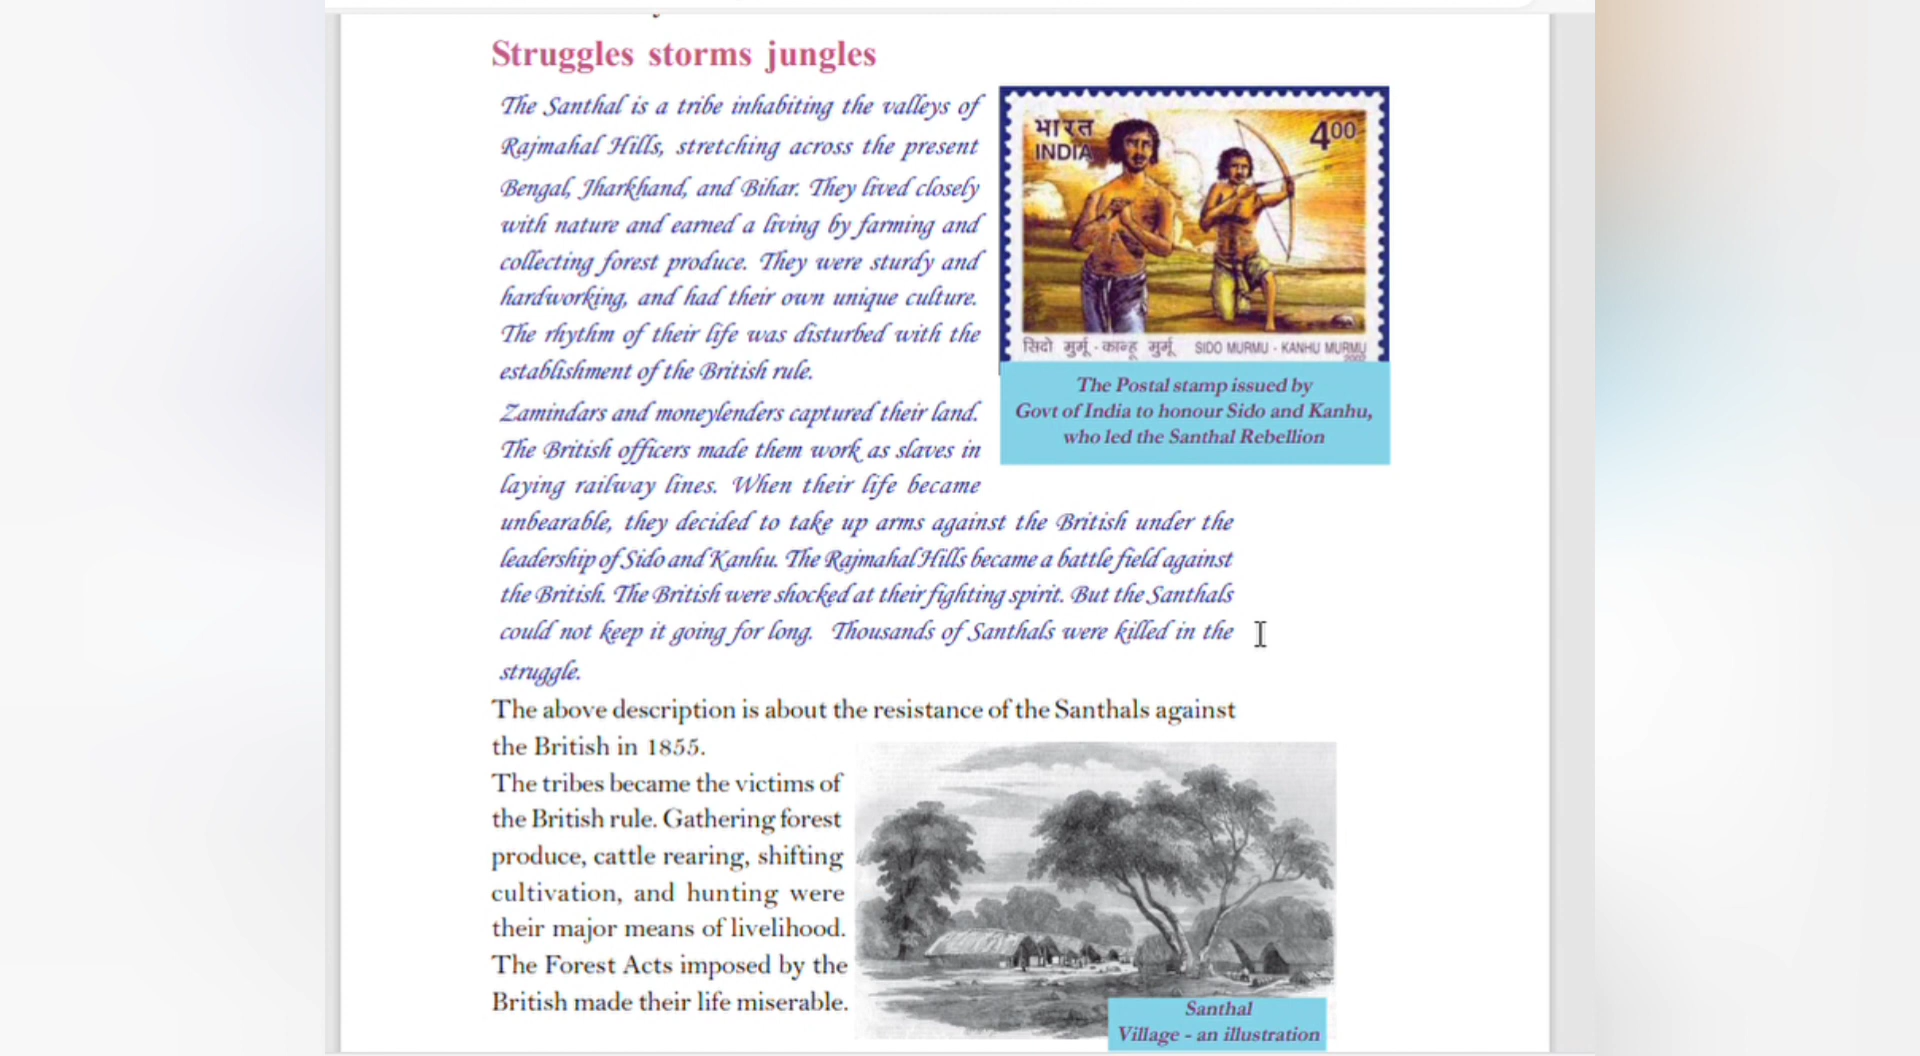 Struggles storms jungles
The Santhal is a tribe inhabiting the valleys of
Rajmahal Hills, stretching across the present
Bengal, Jharkhand, and Bihar. They lived closely
with nature and earned a living by farming and
collecting forest produce. They were sturdy and
hardworking, and had their own unique culture.
The rhythm of their life was disturbed with the
establishment of the British rule.
Zamindars and moneylenders captured their land.
The British officers made them work as slaves in
laying railway lines. When their life became
unbearable, they decided to take up arms against the British under the
leadership of Sido and Kanhu. The Rajmahal Hills became a battle field against
the British. The British were shocked at their fighting spirit. But the Santhals
could not keep it going for long. Thousands of Santhals were killed in the
struggle.
भारत
INDIA
400
सिदो मुर्मू - कान्हू मुर्मू SIDO MURMU - KANHU MURMU
2002
The Postal stamp issued by
Govt of India to honour Sido and Kanhu,
who led the Santhal Rebellion
The above description is about the resistance of the Santhals against
the British in 1855.
The tribes became the victims of
the British rule. Gathering forest
produce, cattle rearing, shifting
cultivation, and hunting were
their major means of livelihood.
The Forest Acts imposed by the
British made their life miserable.
Santhal
Village - an illustration